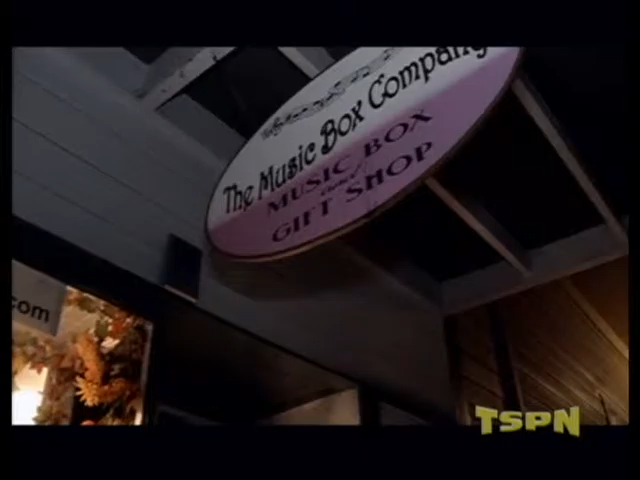 The Music Box Company
MUSIC BOX
and
GIFT SHOP
.com
TSPN